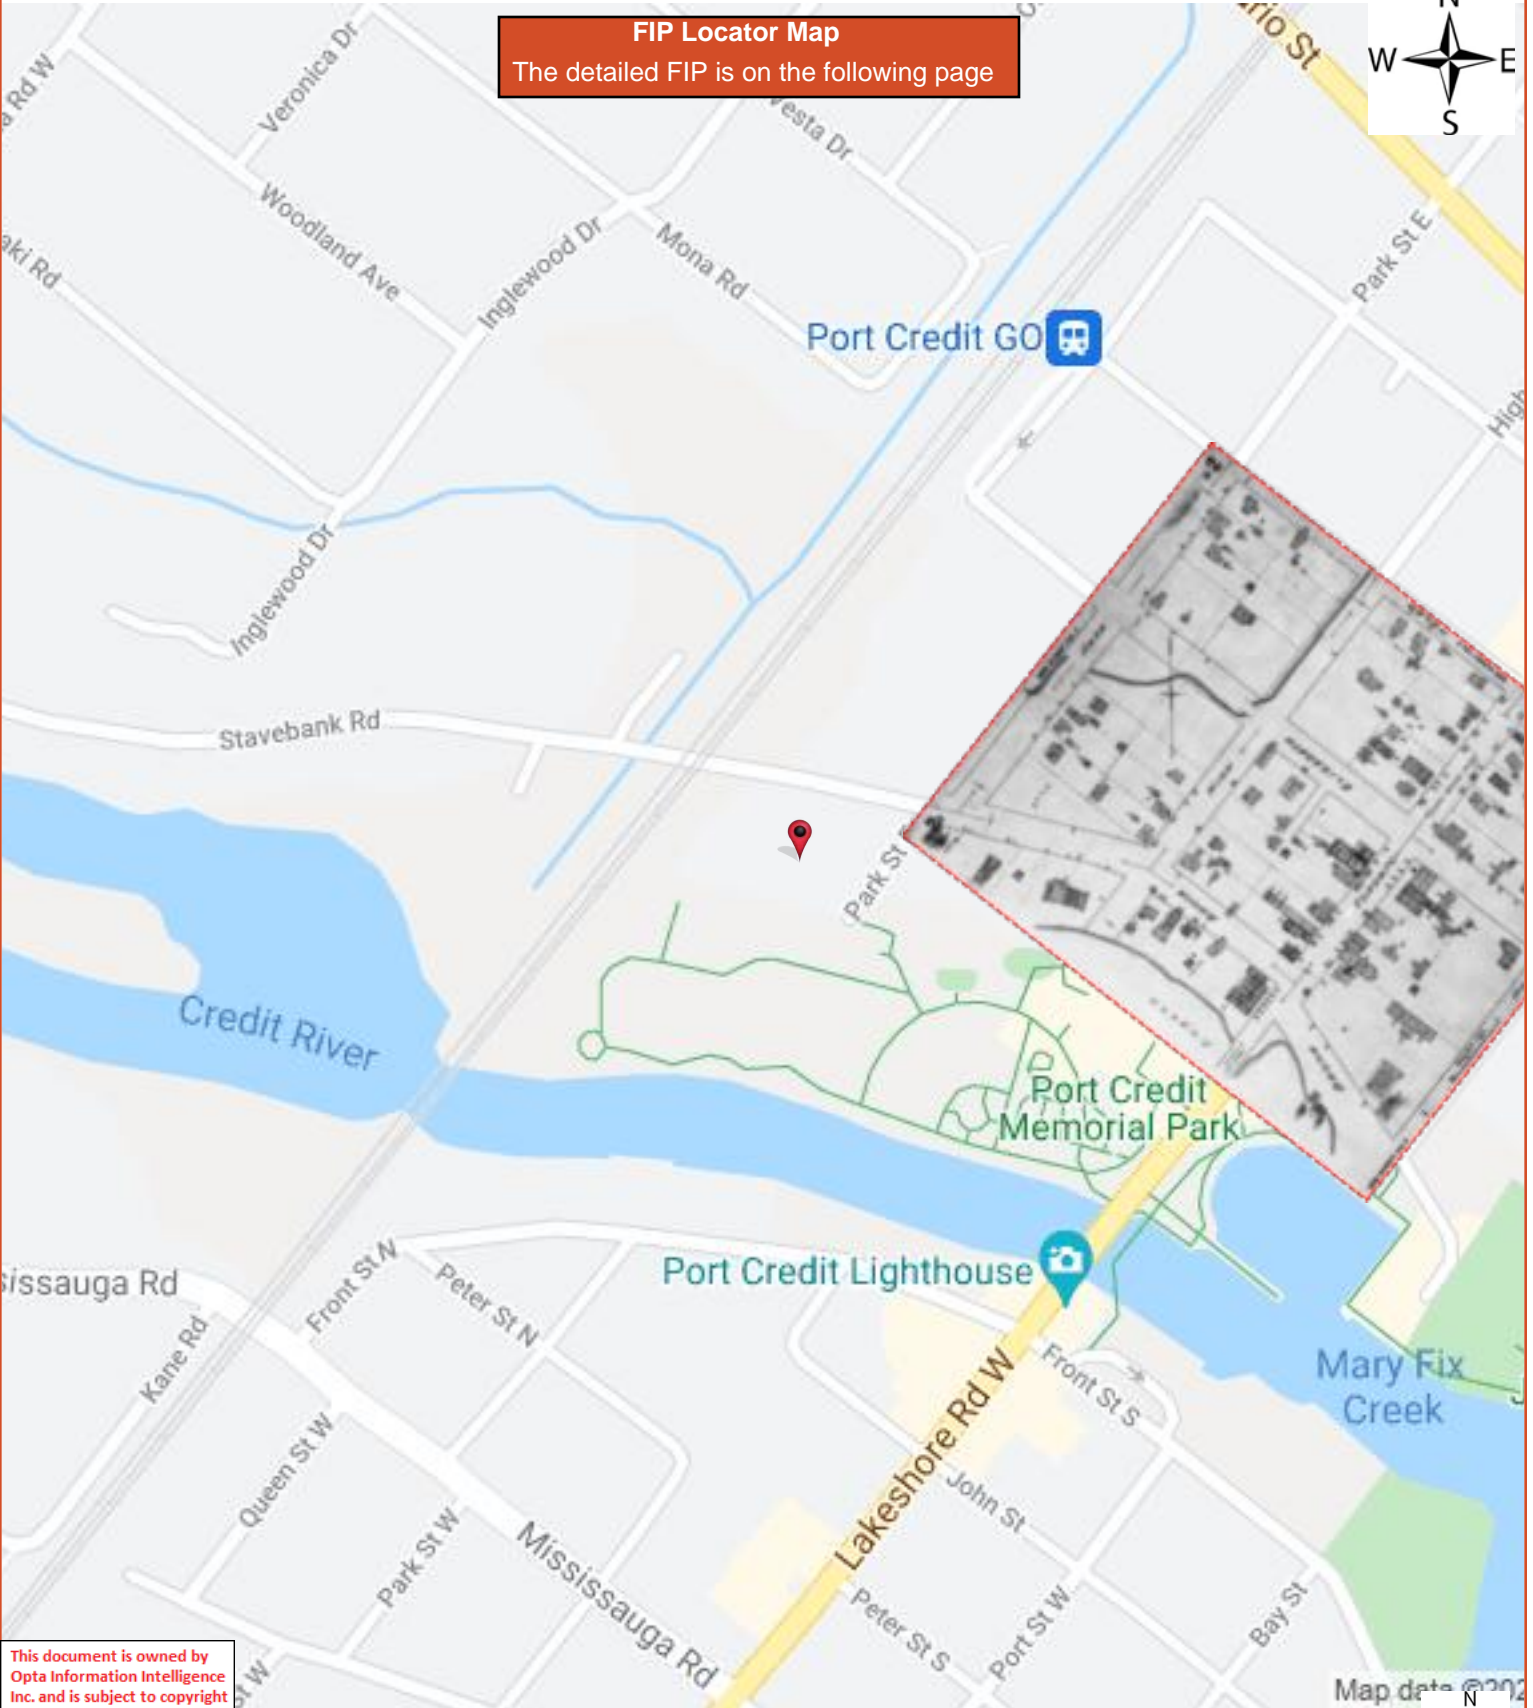 FIP Locator Map
The detailed FIP is on the following page
N
W
E
S
Veronica Dr
Rd W
Vesta Dr
Woodland Ave
Inglewood Dr
Mona Rd
Park St E
Port Credit GO
Inglewood Dr
Stavebank Rd
Park St
Credit River
Port Credit
Memorial Park
Port Credit Lighthouse
Front St N
Peter St N
Kane Rd
Front St S
Mary Fix
Creek
Queen St W
Park St W
Mississauga Rd
Lakeshore Rd W
John St
Peter St S
Port St W
Bay St
This document is owned by
Opta Information Intelligence
Inc. and is subject to copyright
St W
Map data
N